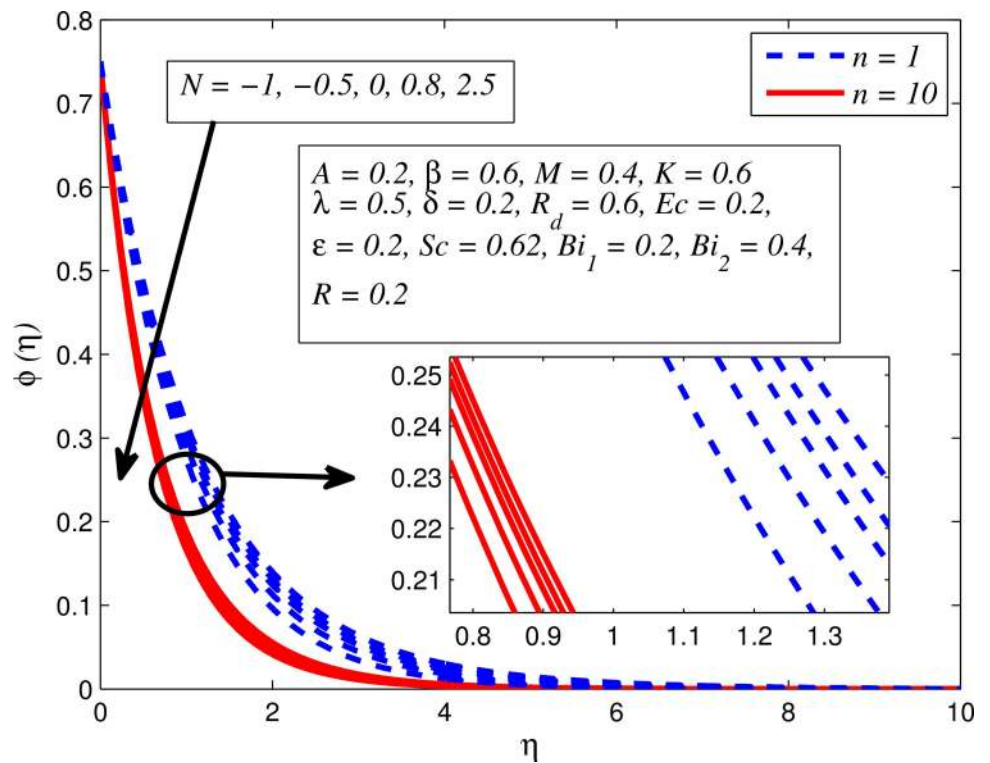 0.8
0.7
0.6
0.5
0.4
0.3
0.2
0.1
0
φ (η)
N = −1, −0.5, 0, 0.8, 2.5
n = 1
n = 10
A = 0.2, β = 0.6, M = 0.4, K = 0.6
λ = 0.5, δ = 0.2, R_d = 0.6, Ec = 0.2,
ε = 0.2, Sc = 0.62, Bi_1 = 0.2, Bi_2 = 0.4,
R = 0.2
0.25
0.24
0.23
0.22
0.21
0.8 0.9 1 1.1 1.2 1.3
0 2 4 6 8 10
η